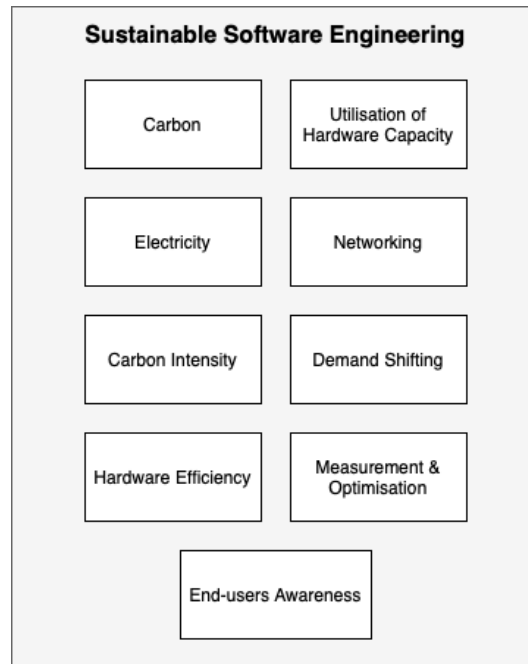 Sustainable Software Engineering
Carbon
Utilisation of
Hardware Capacity
Electricity
Networking
Carbon Intensity
Demand Shifting
Hardware Efficiency
Measurement &
Optimisation
End-users Awareness